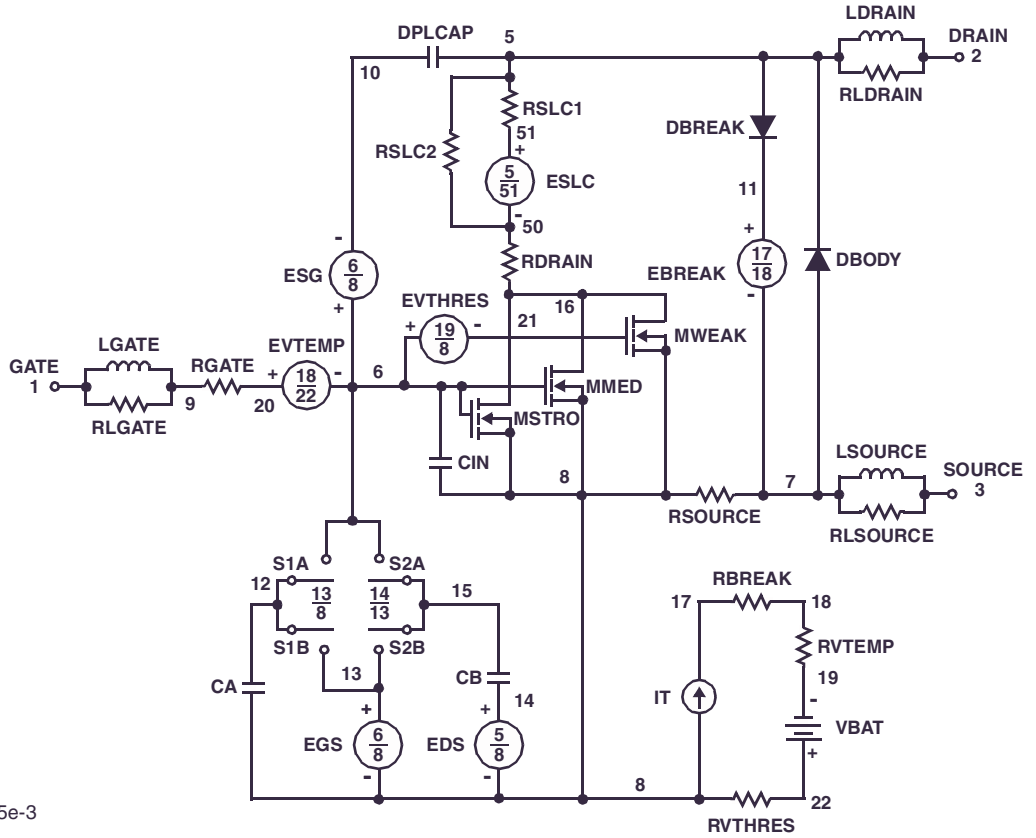 LDRAIN
DPLCAP
5
DRAIN
2
10
RLDRAIN
RSLC1
DBREAK
51
+
RSLC2
5
51
ESLC
11
-
50
+
-
RDRAIN
17
18
DBODY
ESG
6
8
EBREAK
EVTHRES
16
-
+
+
19
8
-
21
MWEAK
LGATE
EVTEMP
GATE
1
RGATE
+
18
22
-
6
MMED
9
20
MSTRO
RLGATE
LSOURCE
CIN
8
7
SOURCE
3
RSOURCE
RLSOURCE
S1A
S2A
RBREAK
12
13
8
14
13
15
17
18
S1B
S2B
RVTEMP
13
CB
19
CA
14
IT
-
+
+
VBAT
EGS
6
8
EDS
5
8
+
-
-
8
22
5e-3
RVTHRES